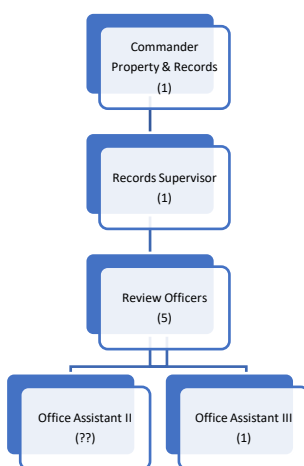 Commander
Property & Records
(1)
Records Supervisor
(1)
Review Officers
(5)
Office Assistant II
(??)
Office Assistant III
(1)